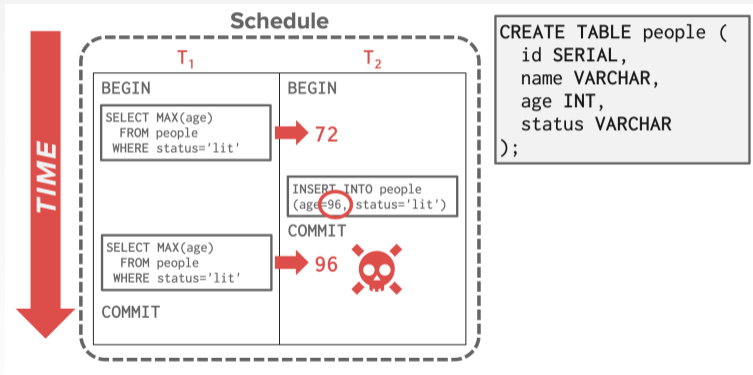 Schedule
TIME
T1
T2
BEGIN
BEGIN
SELECT MAX(age)
FROM people
WHERE status='lit'
72
INSERT INTO people
(age=96, status='lit')
COMMIT
SELECT MAX(age)
FROM people
WHERE status='lit'
96
COMMIT
CREATE TABLE people (
id SERIAL,
name VARCHAR,
age INT,
status VARCHAR
);